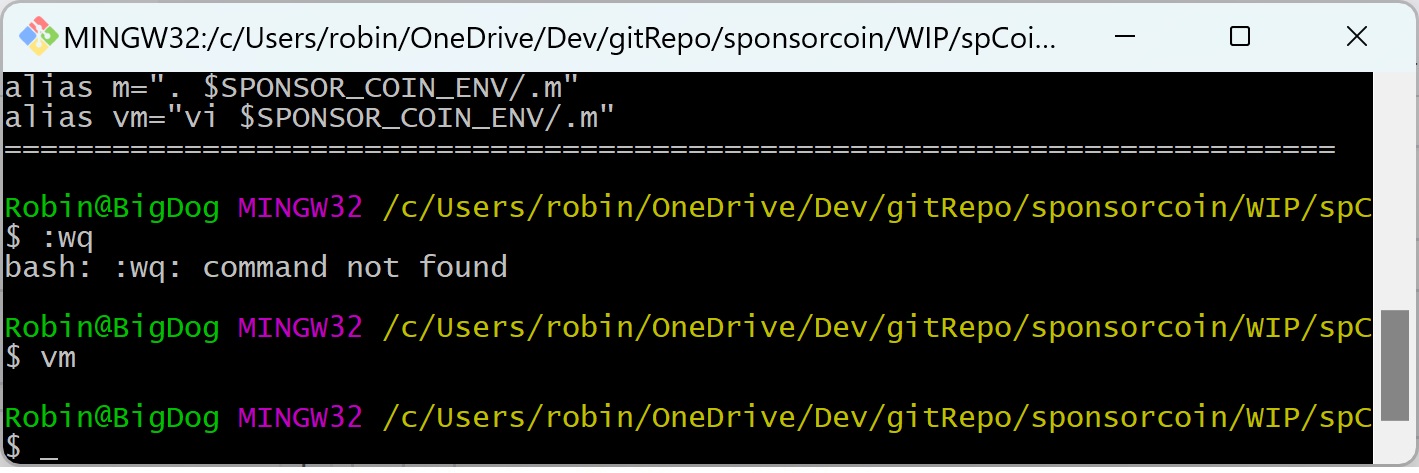 MINGW32:/c/Users/robin/OneDrive/Dev/gitRepo/sponsorcoin/WIP/spCoi...
alias m=". $SPONSOR_COIN_ENV/.m"
alias vm="vi $SPONSOR_COIN_ENV/.m"
==========================================================================
Robin@BigDog MINGW32 /c/Users/robin/OneDrive/Dev/gitRepo/sponsorcoin/WIP/spC
$ :wq
bash: :wq: command not found
Robin@BigDog MINGW32 /c/Users/robin/OneDrive/Dev/gitRepo/sponsorcoin/WIP/spC
$ vm
Robin@BigDog MINGW32 /c/Users/robin/OneDrive/Dev/gitRepo/sponsorcoin/WIP/spC
$ _